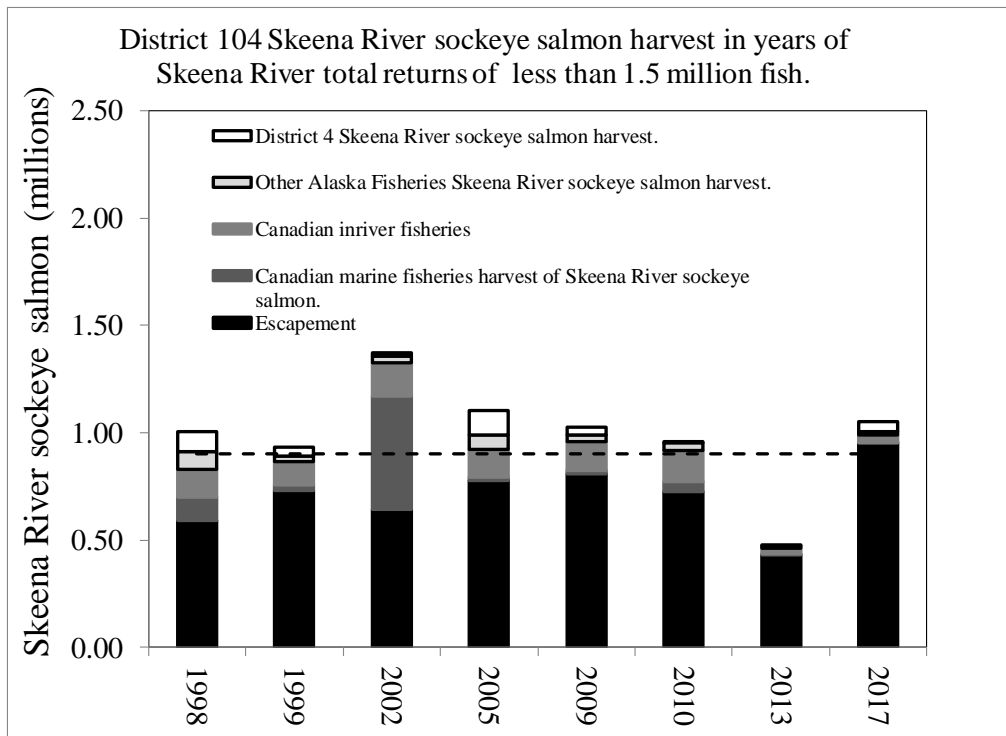 District 104 Skeena River sockeye salmon harvest in years of
Skeena River total returns of less than 1.5 million fish.
Skeena River sockeye salmon (millions)
2.50
2.00
1.50
1.00
0.50
0.00
District 4 Skeena River sockeye salmon harvest.
Other Alaska Fisheries Skeena River sockeye salmon harvest.
Canadian inriver fisheries
Canadian marine fisheries harvest of Skeena River sockeye
salmon.
Escapement
1998
1999
2002
2005
2009
2010
2013
2017